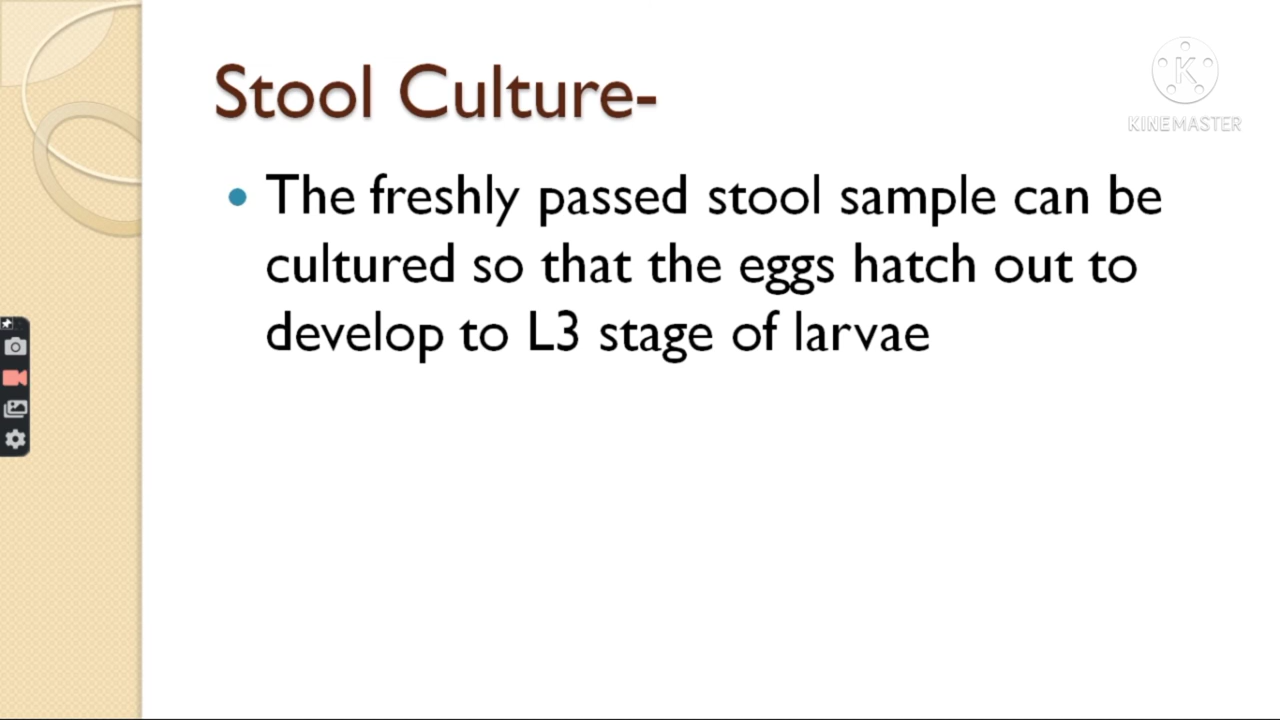 Stool Culture-
K
KINEMASTER
• The freshly passed stool sample can be
cultured so that the eggs hatch out to
develop to L3 stage of larvae